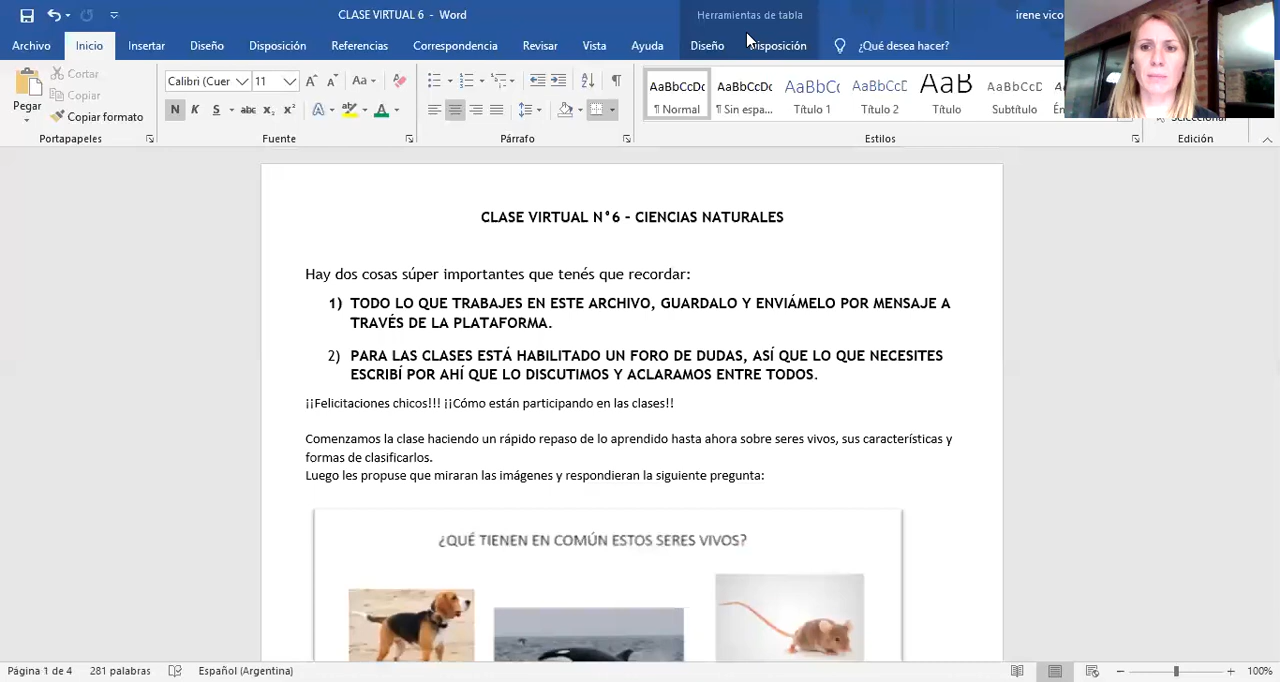 CLASE VIRTUAL 6 - Word
Herramientas de tabla
irene vico
Archivo Inicio Insertar Diseño Disposición Referencias Correspondencia Revisar Vista Ayuda Diseño Disposición ¿Qué desea hacer?
Pegar
Cortar
Copiar
Copiar formato
Portapapeles
Calibri (Cuer 11
N K S abc x₂ x²
Fuente
Párrafo
AaBbCcDc AaBbCcDc AaBbCc AaBbCcD AaB AaBbCcD
¶ Normal ¶ Sin espa... Título 1 Título 2 Título Subtítulo
Estilos
Edición
CLASE VIRTUAL N°6 - CIENCIAS NATURALES
Hay dos cosas súper importantes que tenés que recordar:
1) TODO LO QUE TRABAJES EN ESTE ARCHIVO, GUARDALO Y ENVIÁMELO POR MENSAJE A
TRAVÉS DE LA PLATAFORMA.
2) PARA LAS CLASES ESTÁ HABILITADO UN FORO DE DUDAS, ASÍ QUE LO QUE NECESITES
ESCRIBÍ POR AHÍ QUE LO DISCUTIMOS Y ACLARAMOS ENTRE TODOS.
¡¡Felicitaciones chicos!!! ¡¡Cómo están participando en las clases!!
Comenzamos la clase haciendo un rápido repaso de lo aprendido hasta ahora sobre seres vivos, sus características y
formas de clasificarlos.
Luego les propuse que miraran las imágenes y respondieran la siguiente pregunta:
¿QUÉ TIENEN EN COMÚN ESTOS SERES VIVOS?
Página 1 de 4 281 palabras Español (Argentina) 100%